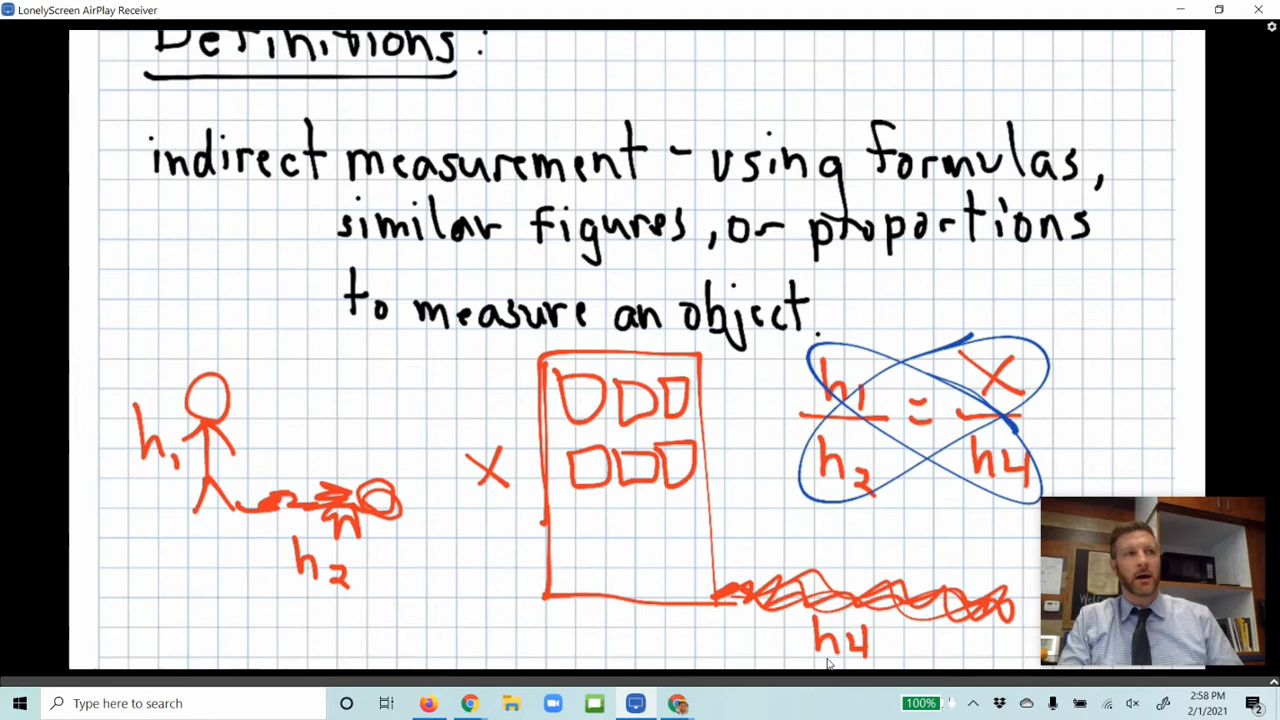 LonelyScreen AirPlay Receiver
Definitions:
indirect measurement - using formulas,
similar figures, or proportions
to measure an object.
h1
h2
X
h1 = X
h2 h4
h4
Type here to search
100%
2:58 PM
2/1/2021
2